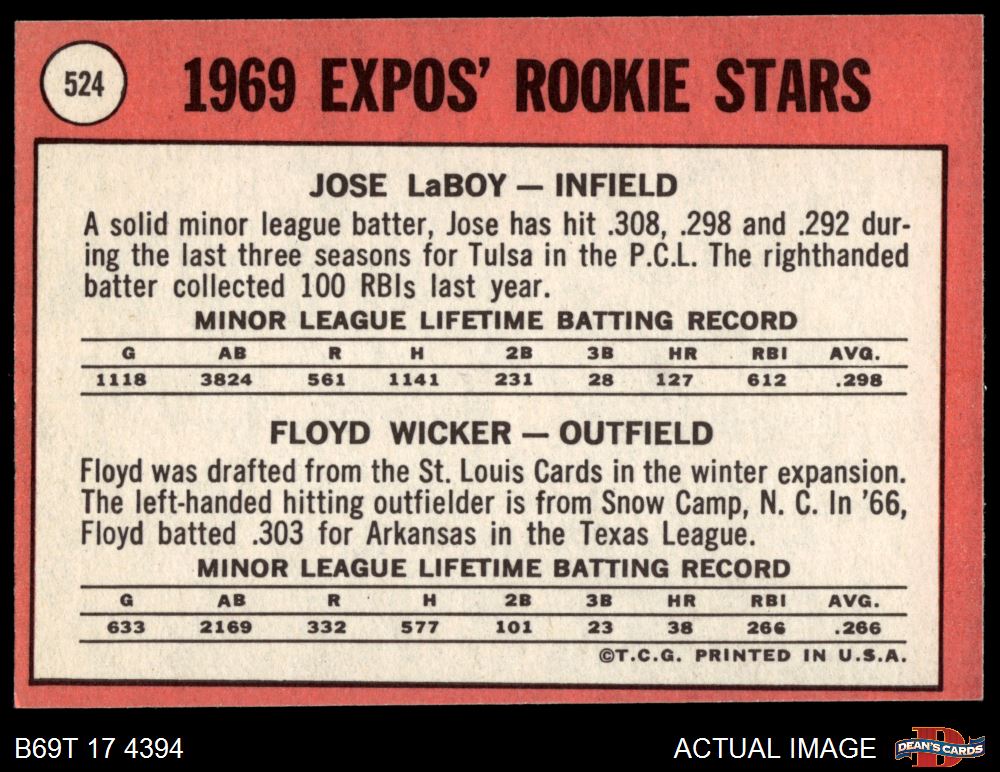 524
1969 EXPOS' ROOKIE STARS
JOSE LaBOY — INFIELD
A solid minor league batter, Jose has hit .308, .298 and .292 dur-
ing the last three seasons for Tulsa in the P.C.L. The righthanded
batter collected 100 RBIs last year.
MINOR LEAGUE LIFETIME BATTING RECORD
G AB R H 2B 3B HR RBI AVG.
1118 3824 561 1141 231 28 127 612 .298
FLOYD WICKER — OUTFIELD
Floyd was drafted from the St. Louis Cards in the winter expansion.
The left-handed hitting outfielder is from Snow Camp, N. C. In '66,
Floyd batted .303 for Arkansas in the Texas League.
MINOR LEAGUE LIFETIME BATTING RECORD
G AB R H 2B 3B HR RBI AVG.
633 2169 332 577 101 23 38 266 .266
©T.C.G. PRINTED IN U.S.A.
B69T 17 4394 ACTUAL IMAGE DEAN'S CARDS